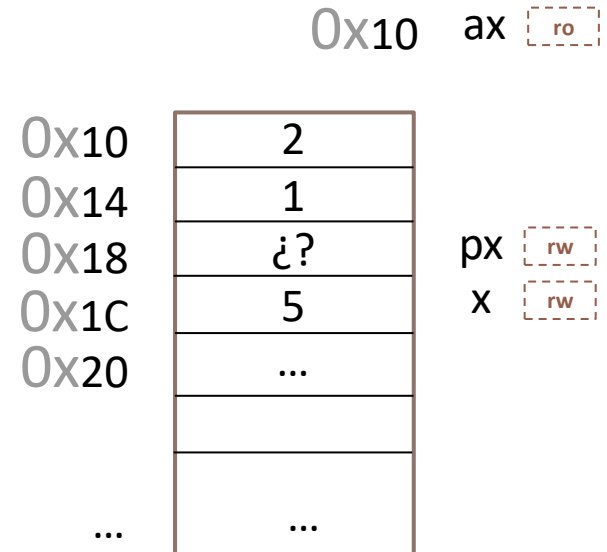 0x10 ax ro
0x10 2
0x14 1
0x18 ¿? px rw
0x1C 5 x rw
0x20 …
… …